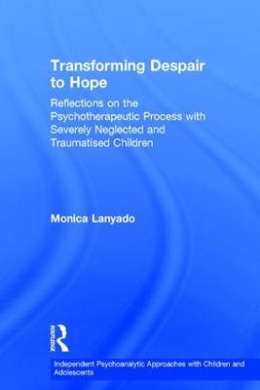 Transforming Despair
to Hope
Reflections on the
Psychotherapeutic Process with
Severely Neglected and
Traumatised Children
Monica Lanyado
Routledge
Independent Psychoanalytic Approaches with Children and
Adolescents